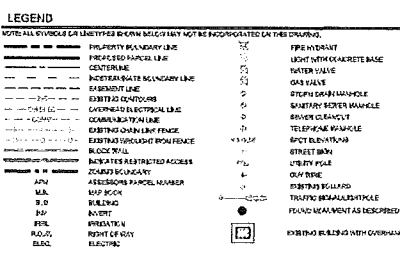 LEGEND
NOTE: ALL SYMBOLS OR LINETYPES SHOWN BELOW MAY NOT BE INCORPORATED ON THIS DRAWING.
PROPERTY BOUNDARY LINE
PROPOSED PARCEL LINE
CENTERLINE
INDETERMINATE BOUNDARY LINE
EASEMENT LINE
EXISTING CONTOURS
OVERHEAD ELECTRICAL LINE
COMMUNICATION LINE
EXISTING CHAIN LINK FENCE
EXISTING WROUGHT IRON FENCE
BLOCK WALL
INDICATES RESTRICTED ACCESS
ZONING BOUNDARY
APN ASSESSORS PARCEL NUMBER
M.B. MAP BOOK
BLD BUILDING
INV INVERT
IRRI. IRRIGATION
R.O.W. RIGHT OF WAY
ELEC. ELECTRIC
FIRE HYDRANT
LIGHT WITH CONCRETE BASE
WATER VALVE
GAS VALVE
STORM DRAIN MANHOLE
SANITARY SEWER MANHOLE
SEWER CLEANOUT
TELEPHONE MANHOLE
SPOT ELEVATIONS
STREET SIGN
UTILITY POLE
GUY WIRE
EXISTING BOLLARD
TRAFFIC SIGNAL/LIGHT POLE
FOUND MONUMENT AS DESCRIBED
EXISTING BUILDING WITH OVERHANG